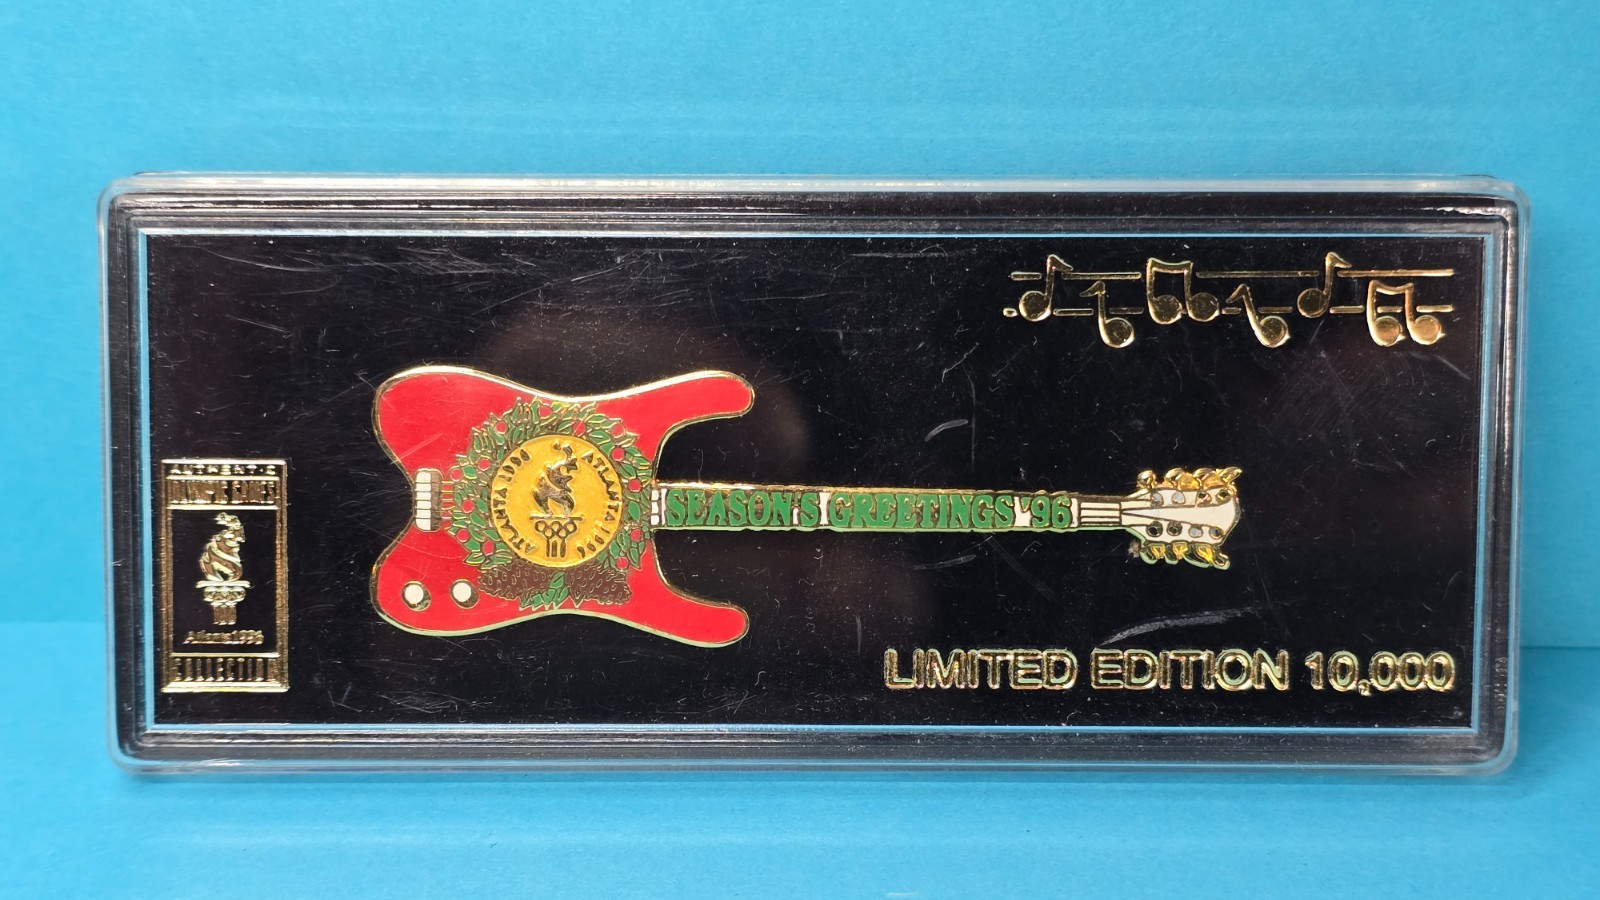 AUTHENTIC
OLYMPIC GAMES
Atlanta 1996
COLLECTION
ATLANTA 1996
ATLANTA 1996
SEASON'S GREETINGS '96
LIMITED EDITION 10,000